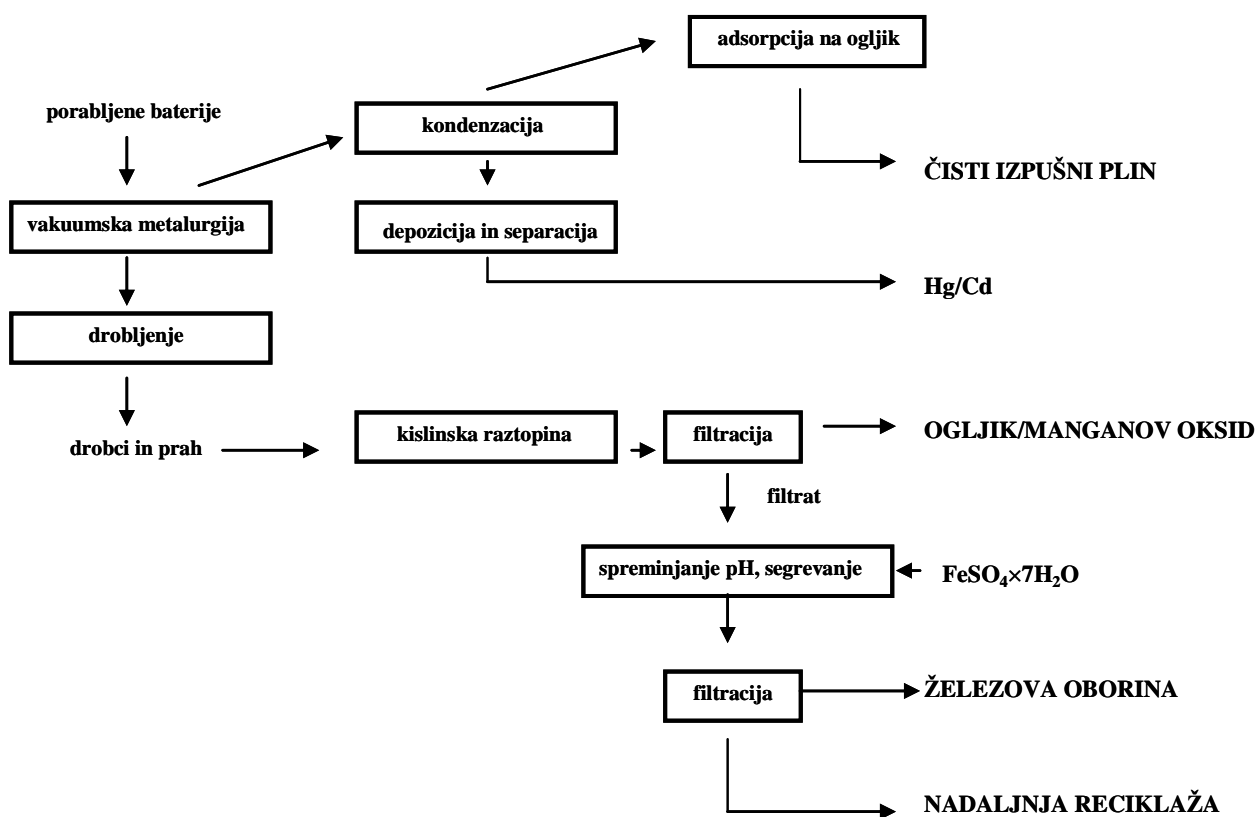 adsorpcija na ogljik
porabljene baterije
kondenzacija
ČISTI IZPUŠNI PLIN
vakuumska metalurgija
depozicija in separacija
Hg/Cd
drobljenje
drobci in prah
kislinska raztopina
filtracija
OGLJIK/MANGANOV OKSID
filtrat
spreminjanje pH, segrevanje
FeSO₄×7H₂O
filtracija
ŽELEZOVA OBORINA
NADALJNJA RECIKLAŽA